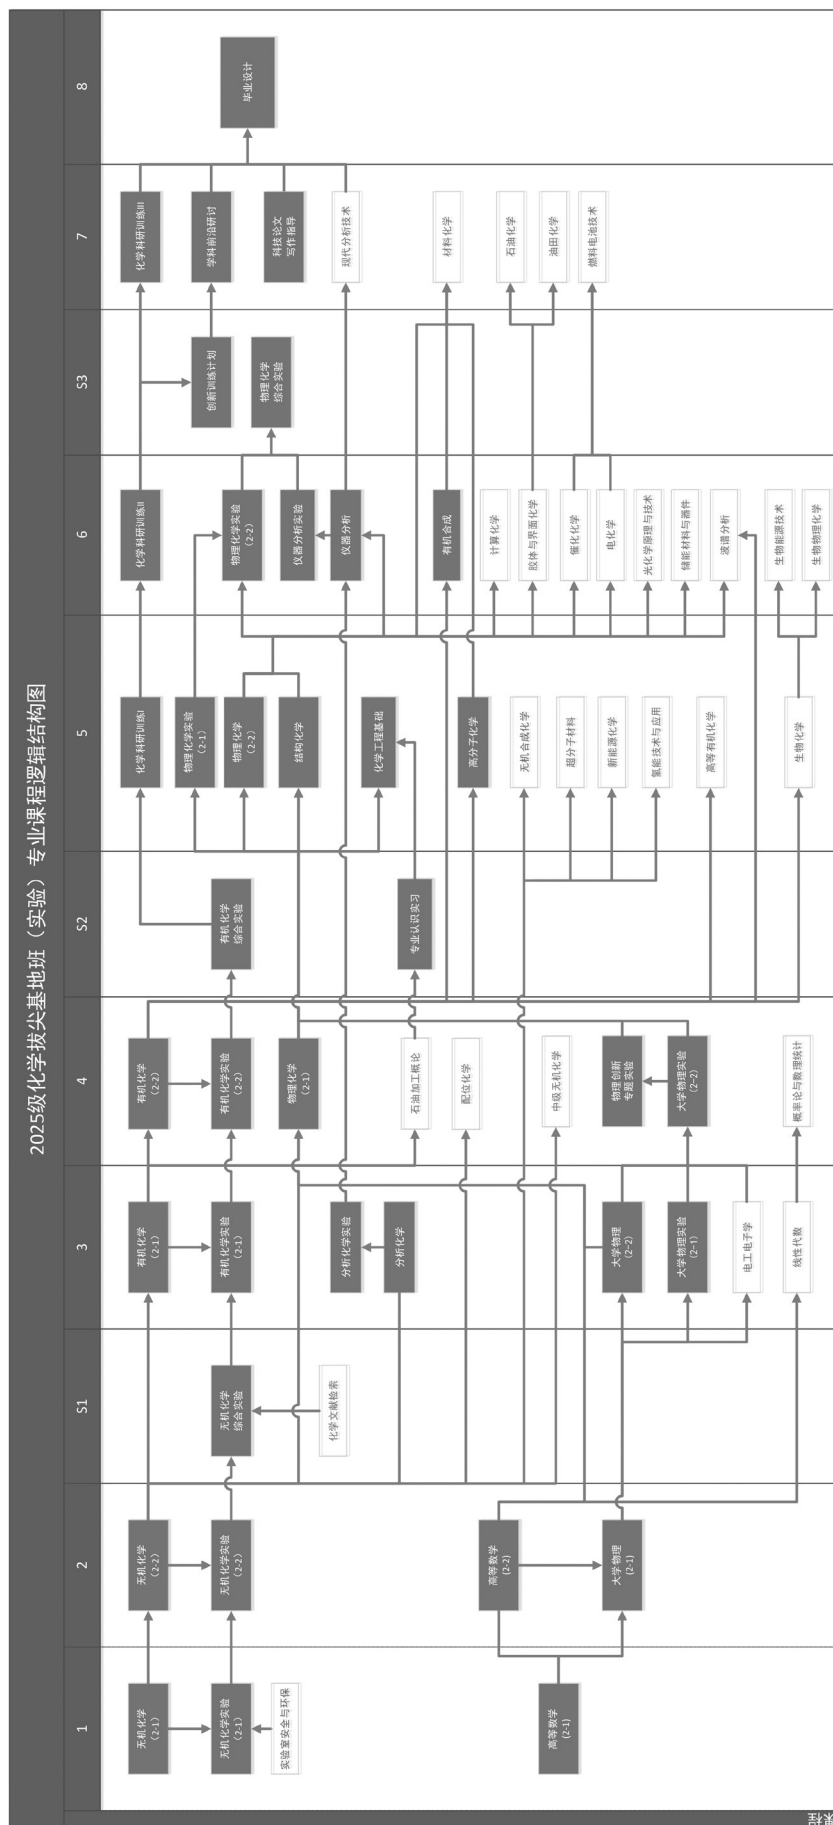 2025级化学拔尖基地班（实验）专业课程逻辑结构图
1
2
S1
3
4
S2
5
6
S3
7
8
无机化学
（2-1）
无机化学实验
（2-1）
实验室安全与环保
高等数学
(2-1)
无机化学
（2-2）
无机化学实验
（2-2）
高等数学
(2-2)
大学物理
(2-1)
无机化学
综合实验
化学文献检索
有机化学
（2-1）
有机化学实验
（2-1）
分析化学实验
分析化学
大学物理
（2-2）
大学物理实验
（2-1）
电工电子学
线性代数
有机化学
（2-2）
有机化学实验
（2-2）
物理化学
（2-1）
石油加工概论
配位化学
中级无机化学
物理创新
专题实验
大学物理实验
（2-2）
概率论与数理统计
有机化学
综合实验
专业认识实习
化学科研训练I
物理化学实验
（2-1）
物理化学
（2-2）
结构化学
化学工程基础
高分子化学
无机合成化学
超分子材料
新能源化学
氢能技术与应用
高等有机化学
生物化学
化学科研训练II
物理化学实验
（2-2）
仪器分析实验
仪器分析
有机合成
计算化学
胶体与界面化学
催化化学
电化学
光化学原理与技术
储能材料与器件
波谱分析
生物能源技术
生物物理化学
创新训练计划
物理化学
综合实验
化学科研训练III
学科前沿研讨
科技论文
写作指导
现代分析技术
材料化学
石油化学
油田化学
燃料电池技术
毕业设计